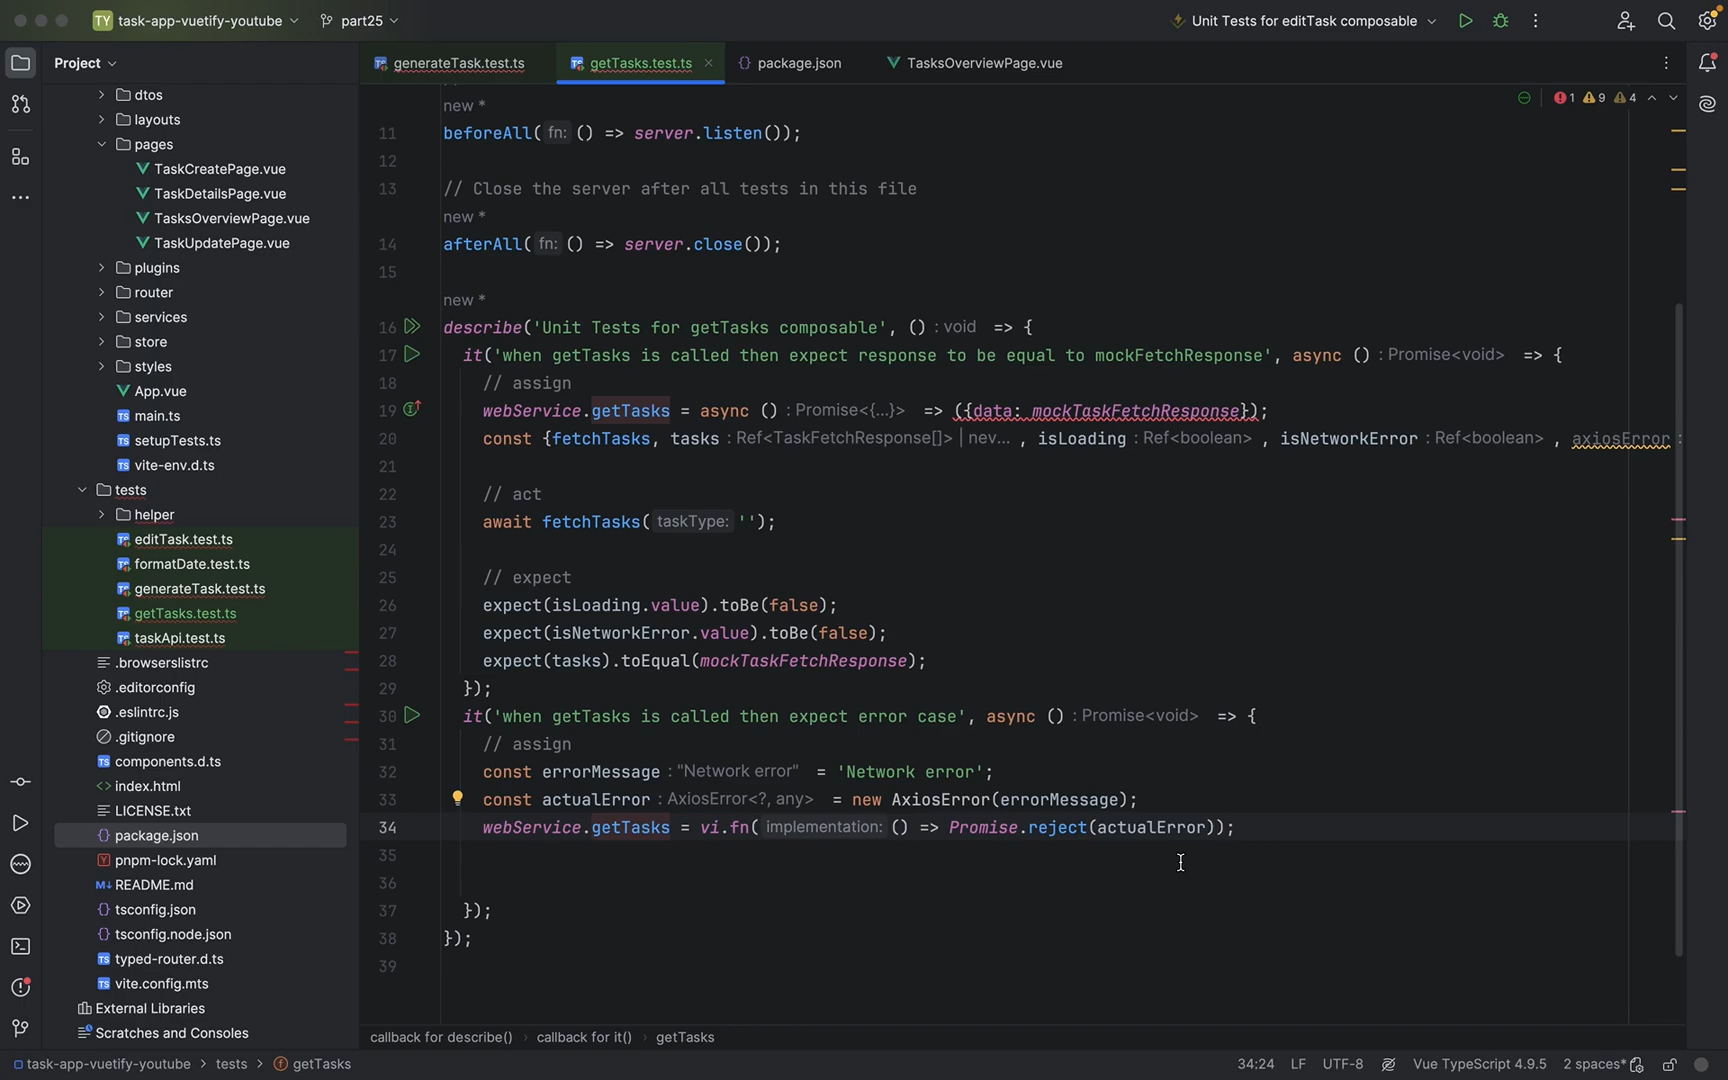 TY task-app-vuetify-youtube part25 Unit Tests for editTask composable
Project
generateTask.test.ts getTasks.test.ts package.json TasksOverviewPage.vue
1 9 4
dtos
layouts
pages
TaskCreatePage.vue
TaskDetailsPage.vue
TasksOverviewPage.vue
TaskUpdatePage.vue
plugins
router
services
store
styles
App.vue
main.ts
setupTests.ts
vite-env.d.ts
tests
helper
editTask.test.ts
formatDate.test.ts
generateTask.test.ts
getTasks.test.ts
taskApi.test.ts
.browserslistrc
.editorconfig
.eslintrc.js
.gitignore
components.d.ts
index.html
LICENSE.txt
package.json
pnpm-lock.yaml
README.md
tsconfig.json
tsconfig.node.json
typed-router.d.ts
vite.config.mts
External Libraries
Scratches and Consoles
new *
11 beforeAll( fn: () => server.listen());
12
13 // Close the server after all tests in this file
new *
14 afterAll( fn: () => server.close());
15
new *
16 describe('Unit Tests for getTasks composable', () : void => {
17 it('when getTasks is called then expect response to be equal to mockFetchResponse', async () : Promise<void> => {
18 // assign
19 webService.getTasks = async () : Promise<{...}> => ({data: mockTaskFetchResponse});
20 const {fetchTasks, tasks : Ref<TaskFetchResponse[]> | nev... , isLoading : Ref<boolean> , isNetworkError : Ref<boolean> , axiosError :
21
22 // act
23 await fetchTasks( taskType: '');
24
25 // expect
26 expect(isLoading.value).toBe(false);
27 expect(isNetworkError.value).toBe(false);
28 expect(tasks).toEqual(mockTaskFetchResponse);
29 });
30 it('when getTasks is called then expect error case', async () : Promise<void> => {
31 // assign
32 const errorMessage : "Network error" = 'Network error';
33 const actualError : AxiosError<?, any> = new AxiosError(errorMessage);
34 webService.getTasks = vi.fn( implementation: () => Promise.reject(actualError));
35
36
37 });
38 });
39
callback for describe() › callback for it() › getTasks
task-app-vuetify-youtube > tests > getTasks 34:24 LF UTF-8 Vue TypeScript 4.9.5 2 spaces*